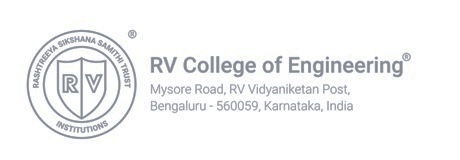 RASHTREEYA SIKSHANA SAMITHI TRUST
®
RV
INSTITUTIONS
RV College of Engineering®
Mysore Road, RV Vidyaniketan Post,
Bengaluru - 560059, Karnataka, India